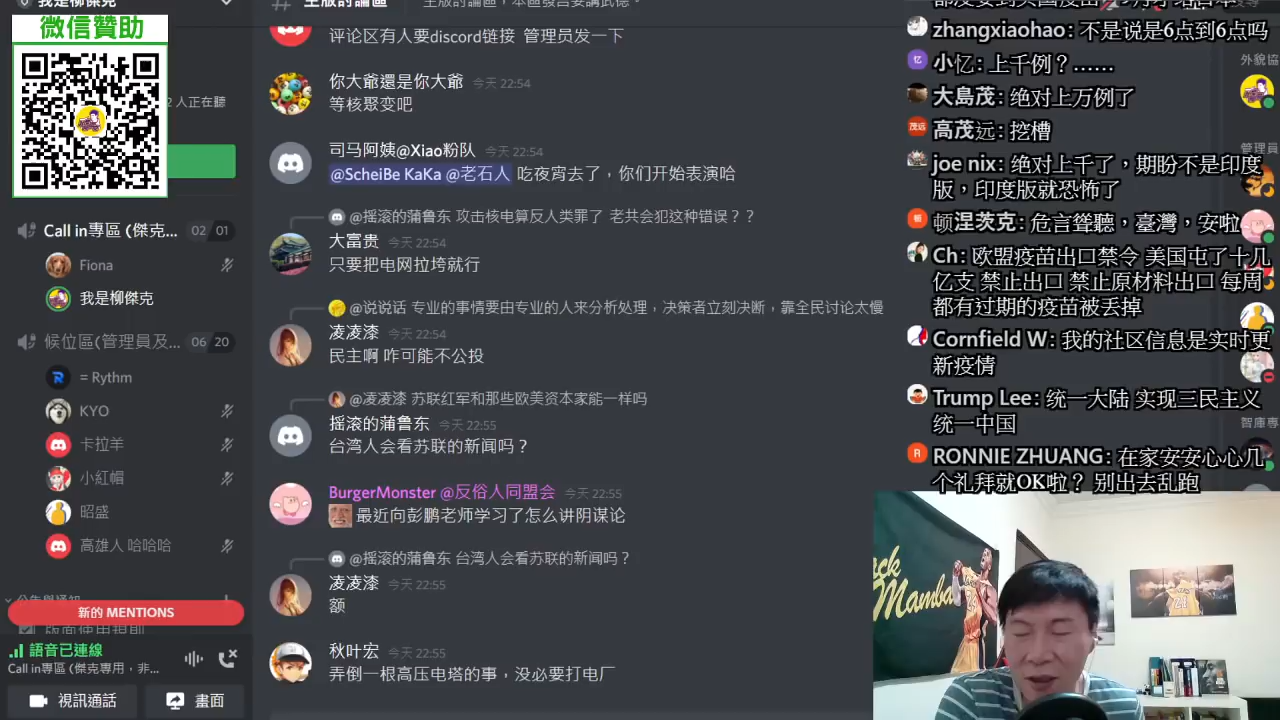 我是柳傑克
微信贊助
2 人正在聽
Call in專區 (傑克... 02 01
Fiona
我是柳傑克
候位區(管理員及... 06 20
= Rythm
KYO
卡拉羊
小紅帽
昭盛
高雄人 哈哈哈
公告與通知
新的 MENTIONS
版面使用規則
語音已連線
Call in專區 (傑克專用，非...
視訊通話
畫面
评论区有人要discord链接 管理员发一下
你大爺還是你大爺 今天 22:54
等核聚变吧
司马阿姨@Xiao粉队 今天 22:54
@ScheiBe KaKa @老石人 吃夜宵去了，你们开始表演哈
@摇滚的蒲鲁东 攻击核电算反人类罪了 老共会犯这种错误？？
大富贵 今天 22:54
只要把电网拉垮就行
@说说话 专业的事情要由专业的人来分析处理，决策者立刻决断，靠全民讨论太慢
凌凌漆 今天 22:54
民主啊 咋可能不公投
@凌凌漆 苏联红军和那些欧美资本家能一样吗
摇滚的蒲鲁东 今天 22:55
台湾人会看苏联的新闻吗？
BurgerMonster @反俗人同盟会 今天 22:55
最近向彭鹏老师学习了怎么讲阴谋论
@摇滚的蒲鲁东 台湾人会看苏联的新闻吗？
凌凌漆 今天 22:55
额
秋叶宏 今天 22:55
弄倒一根高压电塔的事，没必要打电厂
zhangxiaohao: 不是说是6点到6点吗
小忆: 上千例？......
大島茂: 绝对上万例了
高茂远: 挖槽
joe nix: 绝对上千了，期盼不是印度
版，印度版就恐怖了
顿涅茨克: 危言聳聽，臺灣，安啦
Ch: 欧盟疫苗出口禁令 美国屯了十几
亿支 禁止出口 禁止原材料出口 每周
都有过期的疫苗被丢掉
Cornfield W: 我的社区信息是实时更
新疫情
Trump Lee: 统一大陆 实现三民主义
统一中国
RONNIE ZHUANG: 在家安安心心几
个礼拜就OK啦？ 别出去乱跑
外貌協
管理員
智庫專
Mamba